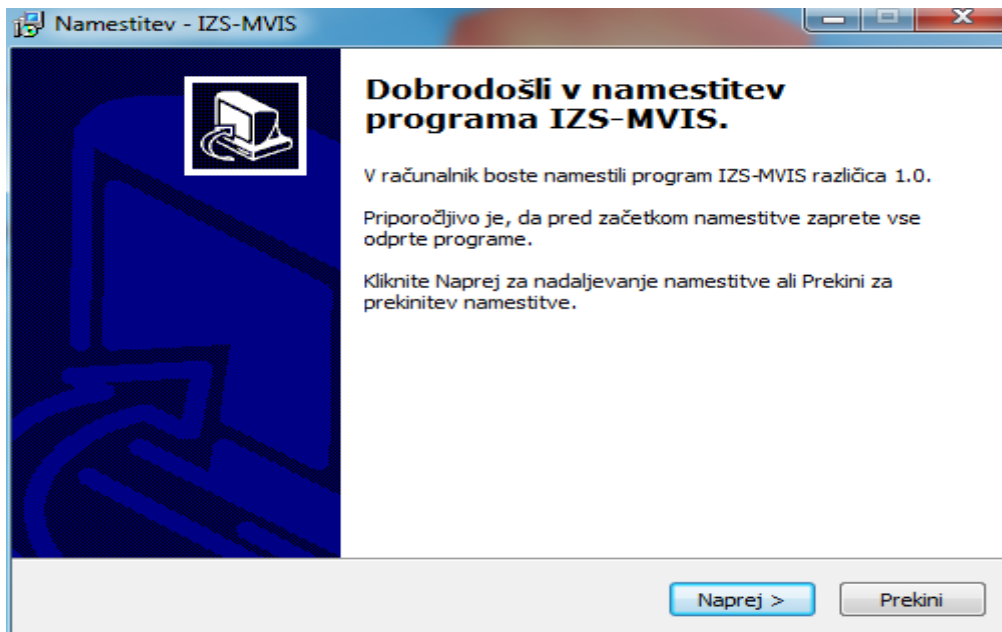 Namestitev - IZS-MVIS
Dobrodošli v namestitev
programa IZS-MVIS.
V računalnik boste namestili program IZS-MVIS različica 1.0.
Priporočljivo je, da pred začetkom namestitve zaprete vse
odprte programe.
Kliknite Naprej za nadaljevanje namestitve ali Prekini za
prekinitev namestitve.
Naprej >
Prekini